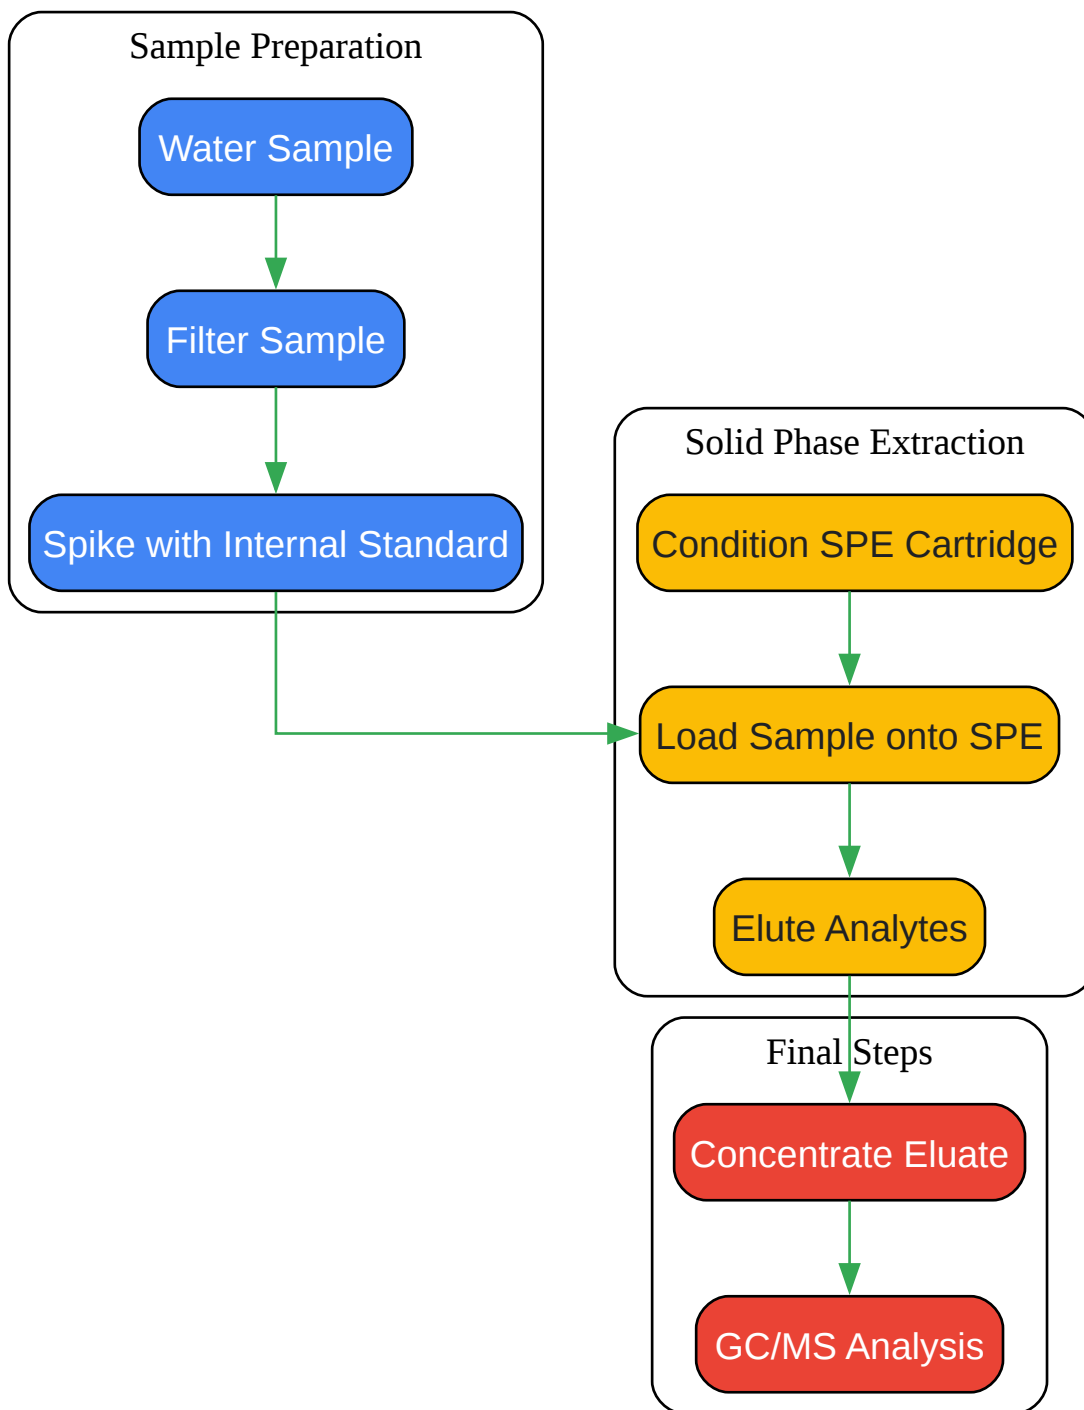 Sample Preparation
Water Sample
Filter Sample
Spike with Internal Standard
Solid Phase Extraction
Condition SPE Cartridge
Load Sample onto SPE
Elute Analytes
Final Steps
Concentrate Eluate
GC/MS Analysis